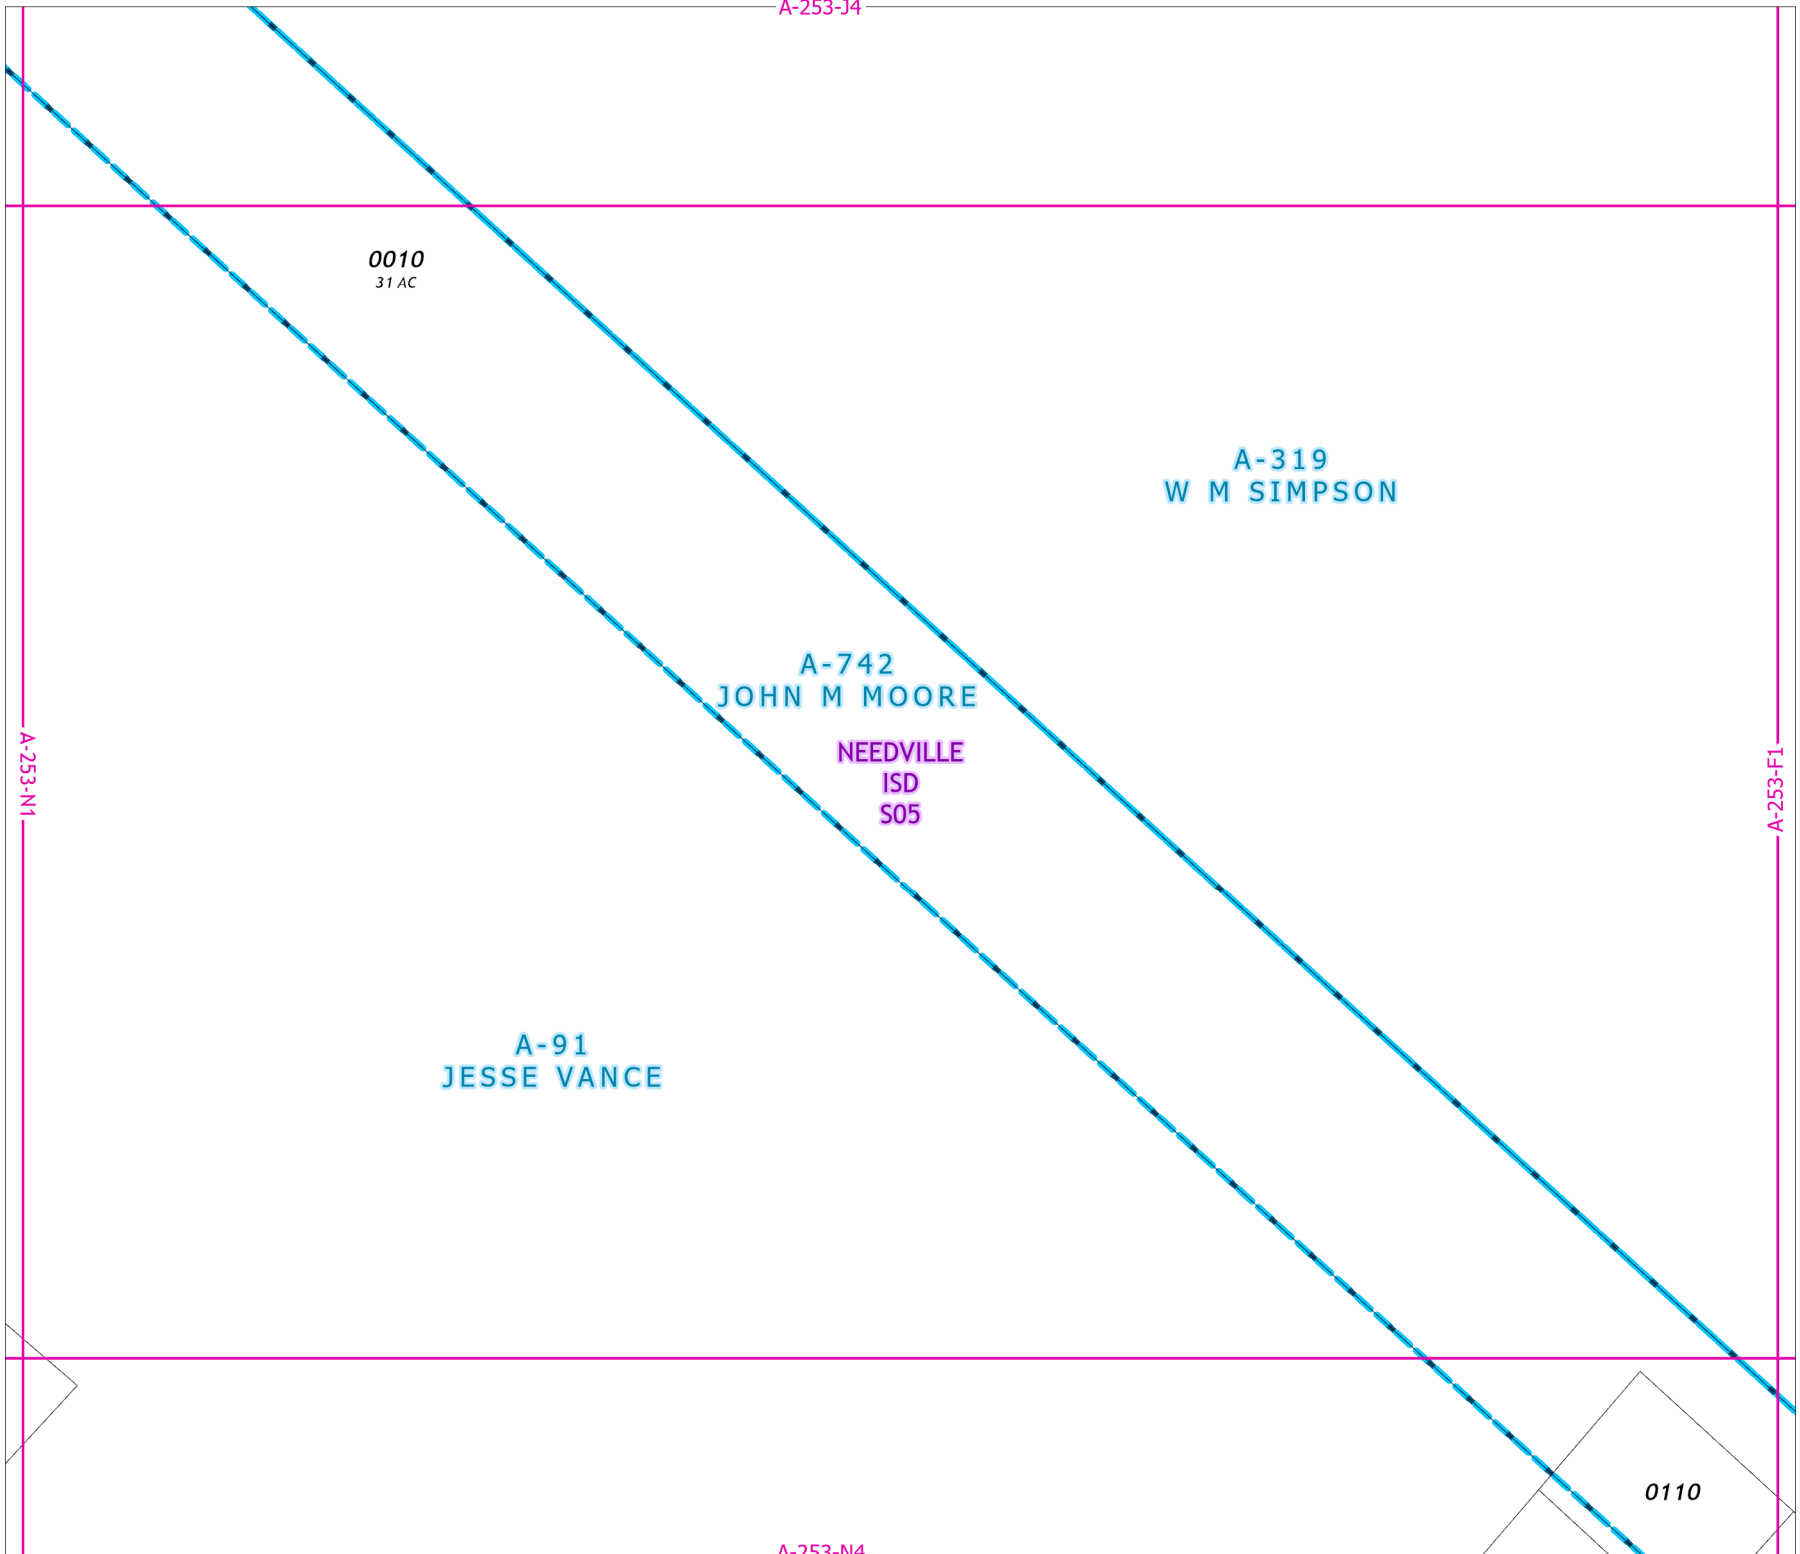 A-253-J4
0010
31 AC
A-319
W M SIMPSON
A-742
JOHN M MOORE
NEEDVILLE
ISD
S05
A-253-N1
A-253-F1
A-91
JESSE VANCE
0110
A-253-N4